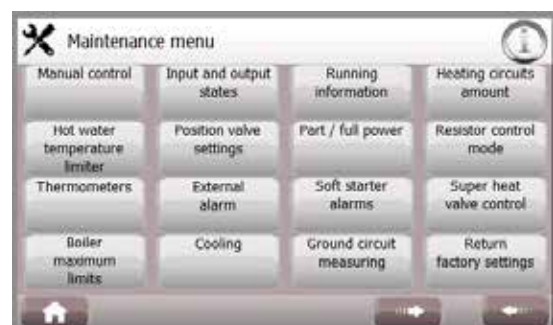 Maintenance menu
Manual control
Input and output
states
Running
information
Heating circuits
amount
Hot water
temperature
limiter
Position valve
settings
Part / full power
Resistor control
mode
Thermometers
External
alarm
Soft starter
alarms
Super heat
valve control
Boiler
maximum
limits
Cooling
Ground circuit
measuring
Return
factory settings